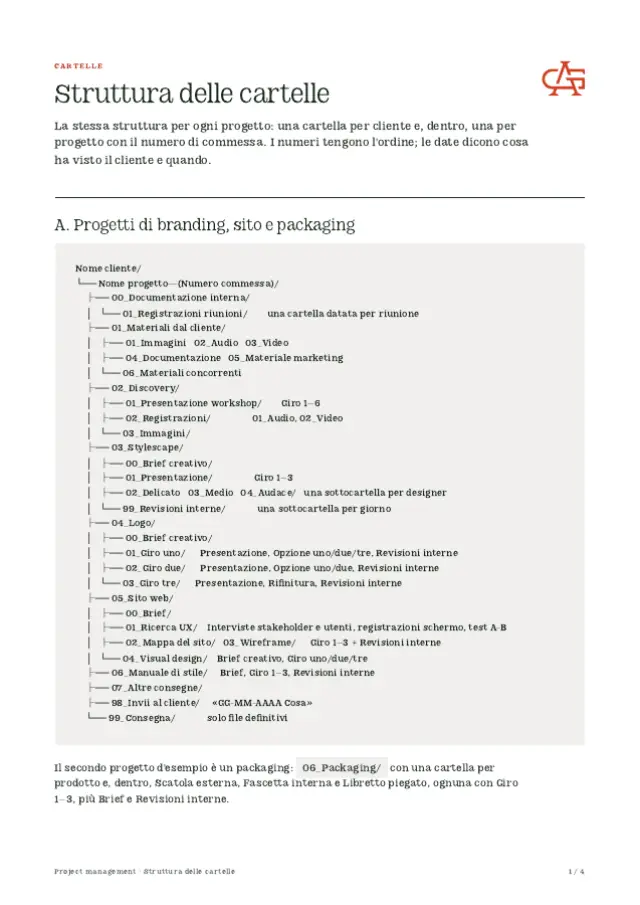 CARTELLE
Struttura delle cartelle
La stessa struttura per ogni progetto: una cartella per cliente e, dentro, una per
progetto con il numero di commessa. I numeri tengono l'ordine; le date dicono cosa
ha visto il cliente e quando.
A. Progetti di branding, sito e packaging
Nome cliente/
└── Nome progetto—(Numero commessa)/
├── 00_Documentazione interna/
│ └── 01_Registrazioni riunioni/ una cartella datata per riunione
├── 01_Materiali dal cliente/
│ ├── 01_Immagini 02_Audio 03_Video
│ ├── 04_Documentazione 05_Materiale marketing
│ └── 06_Materiali concorrenti
├── 02_Discovery/
│ ├── 01_Presentazione workshop/ Giro 1–6
│ ├── 02_Registrazioni/ 01_Audio, 02_Video
│ └── 03_Immagini/
├── 03_Stylescape/
│ ├── 00_Brief creativo/
│ ├── 01_Presentazione/ Giro 1–3
│ ├── 02_Delicato 03_Medio 04_Audace/ una sottocartella per designer
│ └── 99_Revisioni interne/ una sottocartella per giorno
├── 04_Logo/
│ ├── 00_Brief creativo/
│ ├── 01_Giro uno/ Presentazione, Opzione uno/due/tre, Revisioni interne
│ ├── 02_Giro due/ Presentazione, Opzione uno/due, Revisioni interne
│ └── 03_Giro tre/ Presentazione, Rifinitura, Revisioni interne
├── 05_Sito web/
│ ├── 00_Brief/
│ ├── 01_Ricerca UX/ Interviste stakeholder e utenti, registrazioni schermo, test A-B
│ ├── 02_Mappa del sito/ 03_Wireframe/ Giro 1–3 + Revisioni interne
│ └── 04_Visual design/ Brief creativo, Giro uno/due/tre
├── 06_Manuale di stile/ Brief, Giro 1–3, Revisioni interne
├── 07_Altre consegne/
├── 98_Invii al cliente/ «GG-MM-AAAA Cosa»
└── 99_Consegna/ solo file definitivi
Il secondo progetto d'esempio è un packaging: 06_Packaging/ con una cartella per
prodotto e, dentro, Scatola esterna, Fascetta interna e Libretto piegato, ognuna con Giro
1–3, più Brief e Revisioni interne.
Project management · Struttura delle cartelle
1 / 4